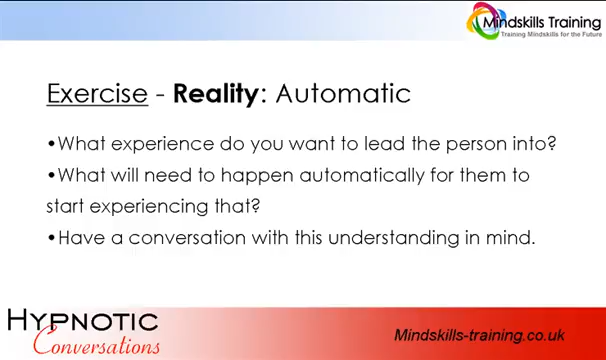 Mindskills Training
Training Mindskills for the Future
Exercise - Reality: Automatic
•What experience do you want to lead the person into?
•What will need to happen automatically for them to
start experiencing that?
•Have a conversation with this understanding in mind.
HYPNOTIC
Conversations
Mindskills-training.co.uk